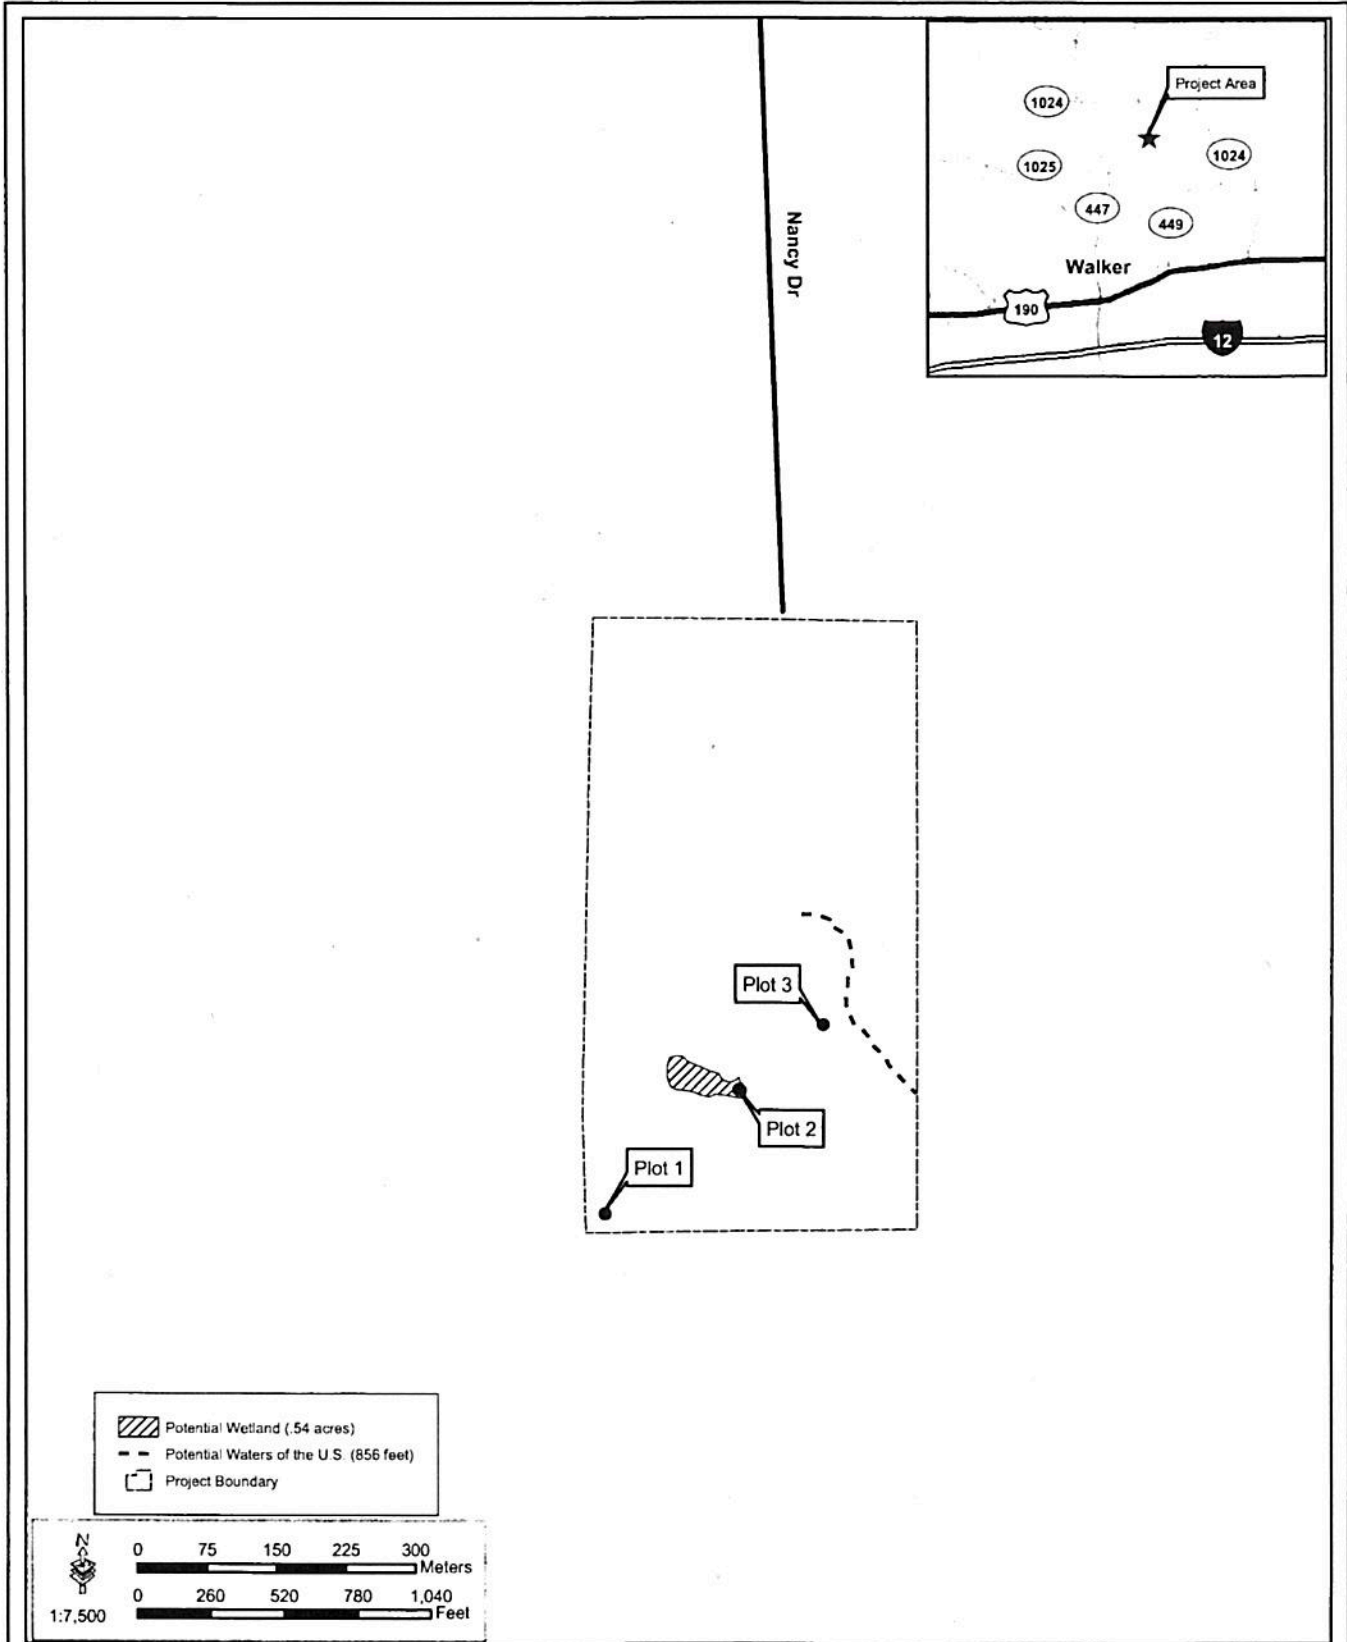 Project Area
1024
1025
1024
447
449
Walker
190
12
Nancy Dr
Plot 3
Plot 2
Plot 1
Potential Wetland (.54 acres)
Potential Waters of the U.S. (856 feet)
Project Boundary
N
1:7,500
0 75 150 225 300
Meters
0 260 520 780 1,040
Feet